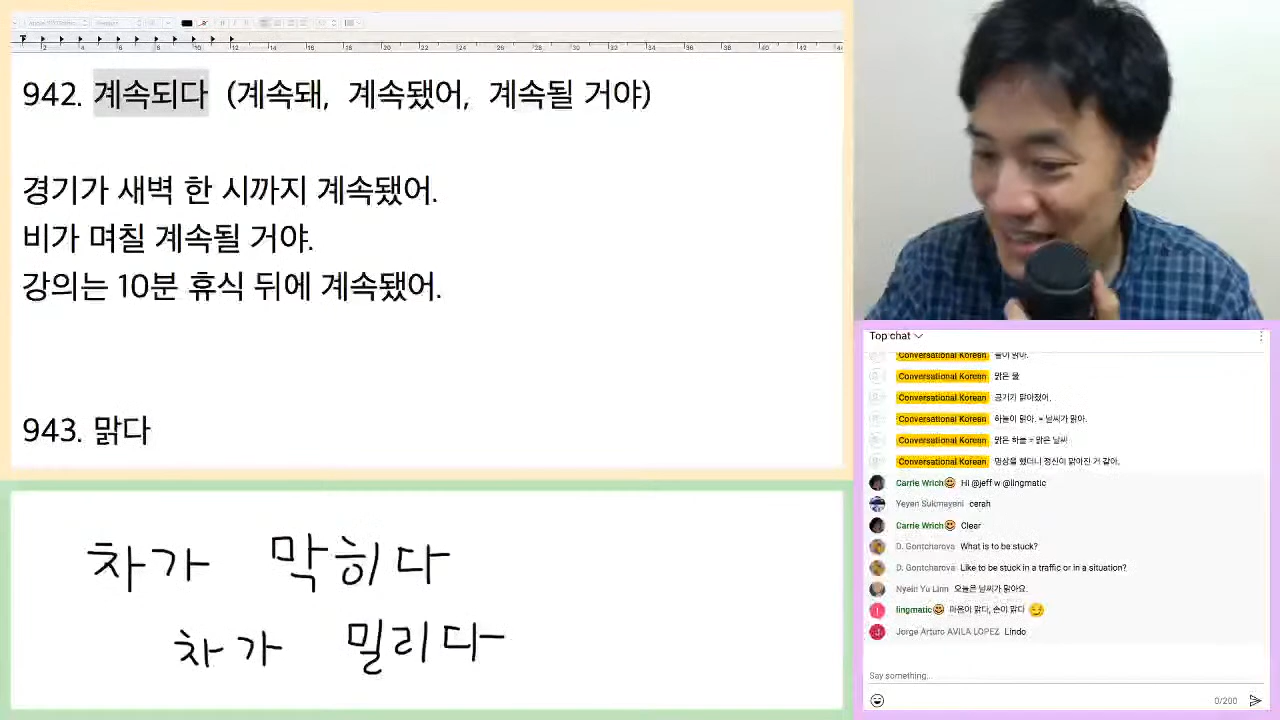 942. 계속되다 (계속돼, 계속됐어, 계속될 거야)
경기가 새벽 한 시까지 계속됐어.
비가 며칠 계속될 거야.
강의는 10분 휴식 뒤에 계속됐어.
943. 맑다
차가 막히다
차가 밀리다
Top chat
Conversational Korean 물이 맑아.
Conversational Korean 맑은 물
Conversational Korean 공기가 맑아졌어.
Conversational Korean 하늘이 맑아. = 날씨가 맑아.
Conversational Korean 맑은 하늘 = 맑은 날씨
Conversational Korean 명상을 했더니 정신이 맑아진 거 같아.
Carrie Wrich Hi @jeff w @lingmatic
Yeyen Sukmayeni cerah
Carrie Wrich Clear
D. Gontcharova What is to be stuck?
D. Gontcharova Like to be stuck in a traffic or in a situation?
Nyein Yu Linn 오늘은 날씨가 맑아요.
lingmatic 마음이 맑다, 손이 맑다
Jorge Arturo AVILA LOPEZ Lindo
Say something...
0/200